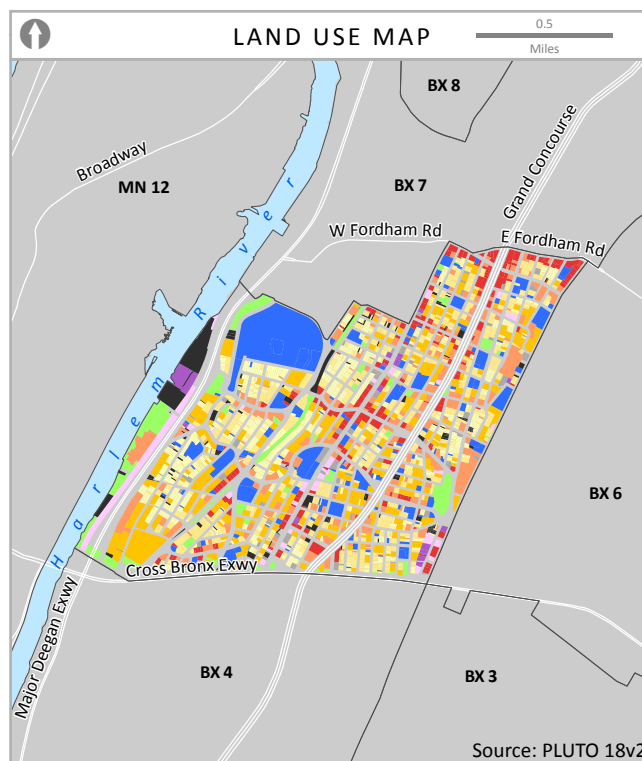 LAND USE MAP
0.5
Miles
BX 8
Grand Concourse
Broadway
MN 12
BX 7
W Fordham Rd
E Fordham Rd
Harlem River
BX 6
Cross Bronx Exwy
Major Deegan Exwy
BX 4
BX 3
Source: PLUTO 18v2